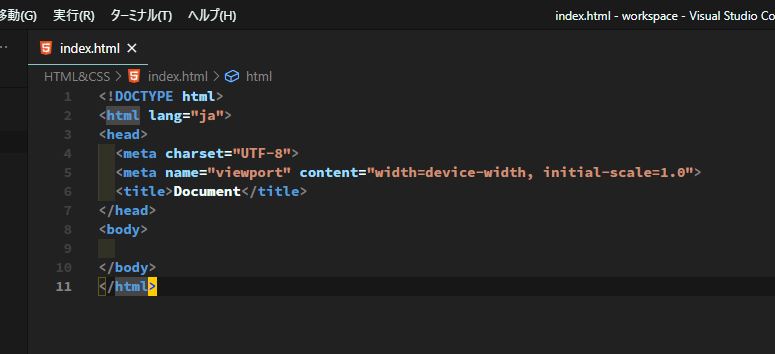 移動(G) 実行(R) ターミナル(T) ヘルプ(H) index.html - workspace - Visual Studio Co
index.html
HTML&CSS > index.html > html
1 <!DOCTYPE html>
2 <html lang="ja">
3 <head>
4 <meta charset="UTF-8">
5 <meta name="viewport" content="width=device-width, initial-scale=1.0">
6 <title>Document</title>
7 </head>
8 <body>
9
10 </body>
11 </html>